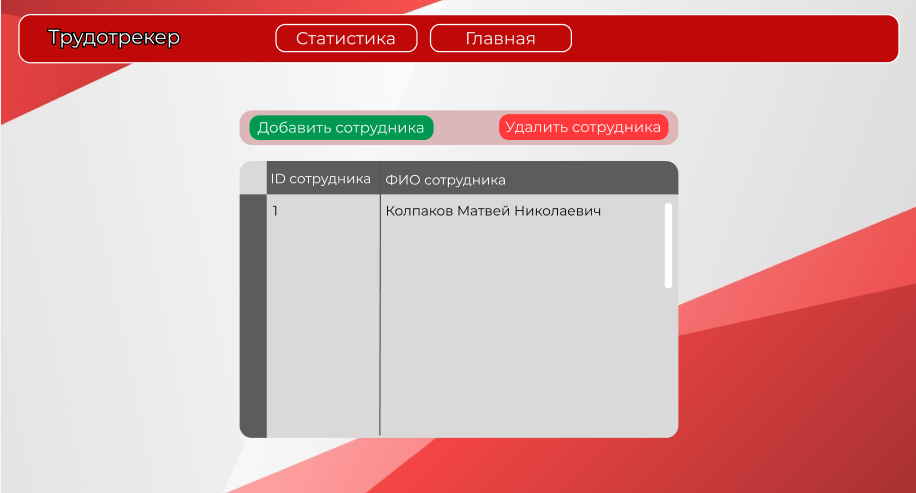 Трудотрекер
Статистика
Главная
Добавить сотрудника
Удалить сотрудника
ID сотрудника
ФИО сотрудника
1
Колпаков Матвей Николаевич